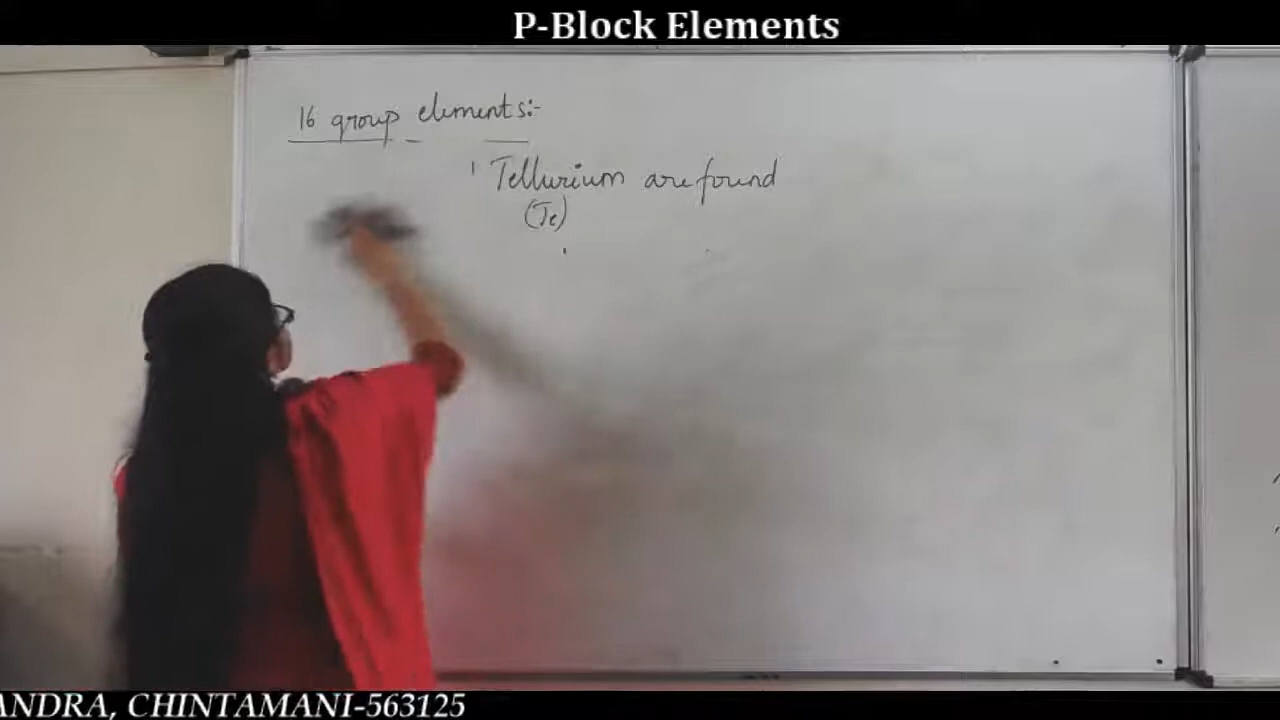 P-Block Elements
16 group elements:-
Tellurium are found
(Te)
ANDRA, CHINTAMANI-563125